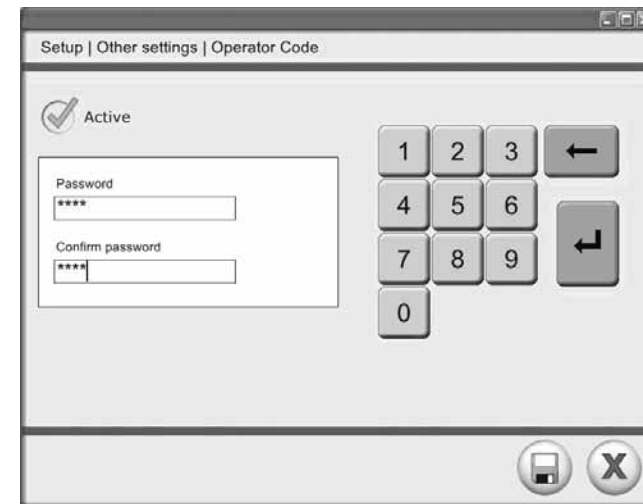 Setup | Other settings | Operator Code
Active
Password
****
Confirm password
****
1 2 3
4 5 6
7 8 9
0